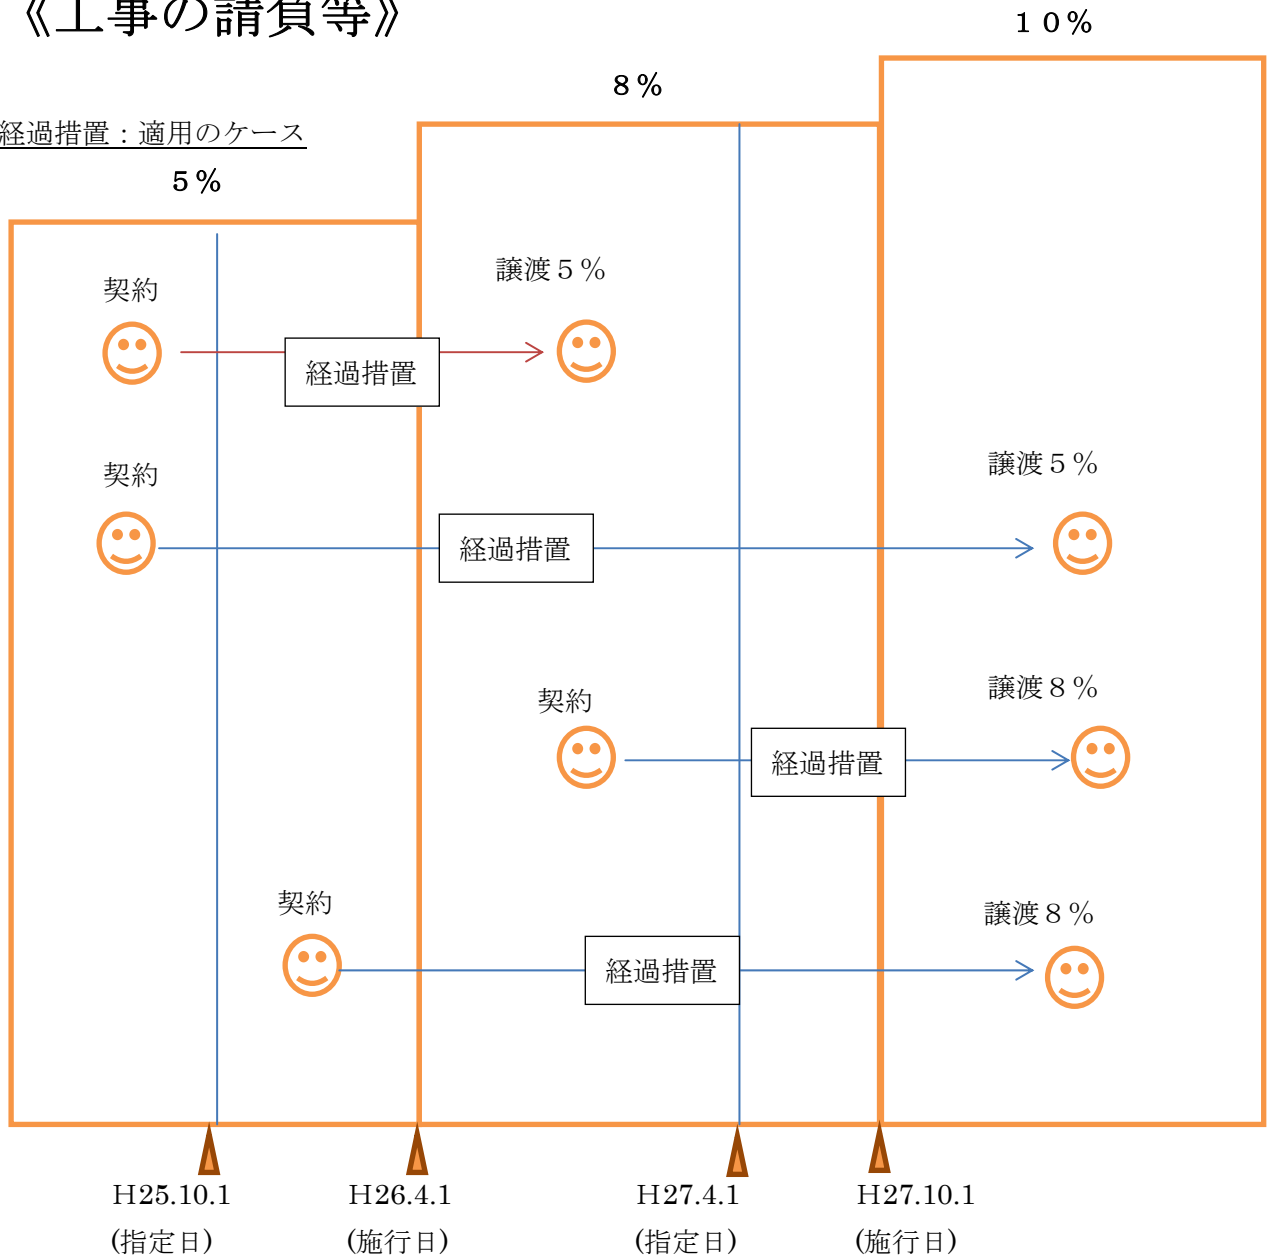 《工事の請負等》
１０％
８％
経過措置：適用のケース
５％
契約
譲渡５％
経過措置
契約
譲渡５％
経過措置
契約
譲渡８％
経過措置
契約
譲渡８％
経過措置
H25.10.1
H26.4.1
H27.4.1
H27.10.1
(指定日)
(施行日)
(指定日)
(施行日)